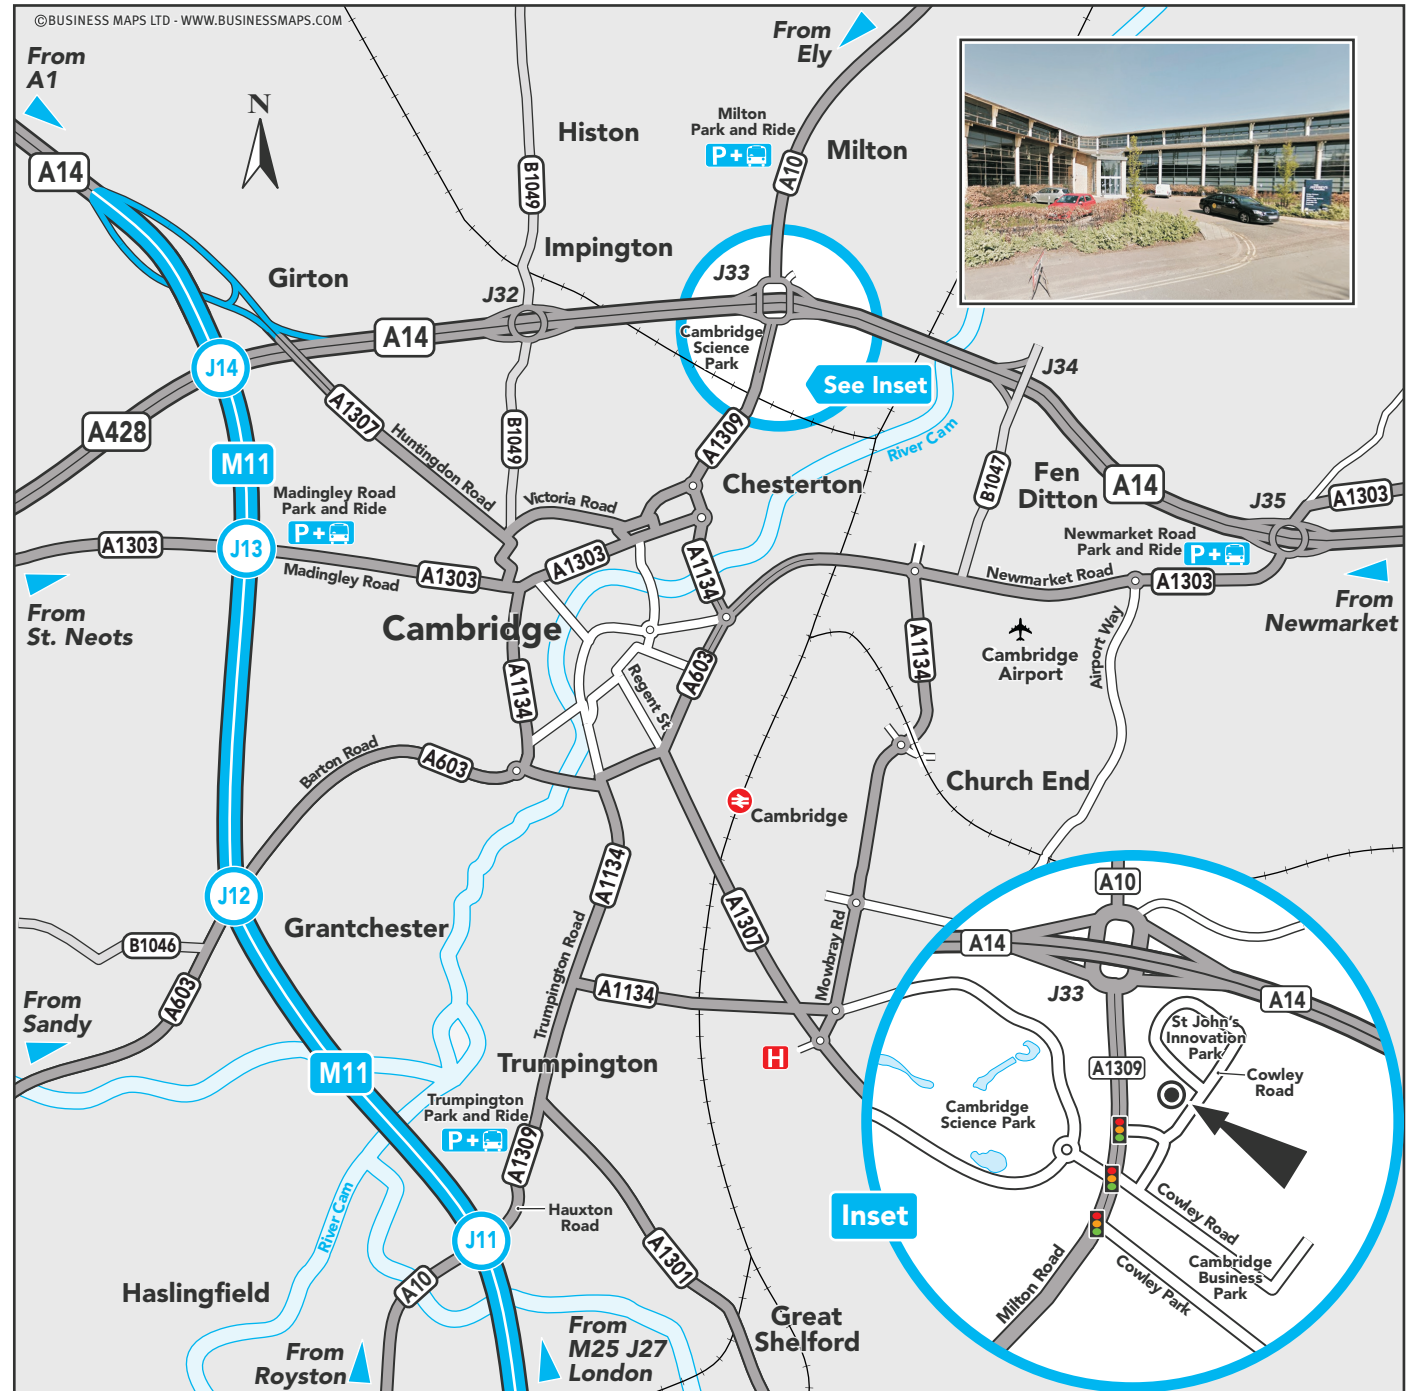 ©BUSINESS MAPS LTD - WWW.BUSINESSMAPS.COM
From
A1
N
From
Ely
Histon
Milton
Park and Ride
P+
Milton
A14
B1049
A10
Impington
Girton
J32
J33
A14
Cambridge
Science
Park
See Inset
J34
J14
A1307
A428
Huntingdon Road
B1049
A1309
River Cam
M11
Madingley Road
Park and Ride
P+
Victoria Road
Chesterton
B1047
Fen
Ditton
A14
J35
A1303
Newmarket Road
Park and Ride
P+
A1303
J13
Madingley Road
A1303
A1303
A1134
Newmarket Road
A1303
From
St. Neots
From
Newmarket
Cambridge
A1134
Cambridge
Airport
Airport Way
A1134
Regent St
A603
Barton Road
A603
Church End
Cambridge
A1134
J12
Grantchester
B1046
A603
A1307
Mowbray Rd
Trumpington Road
A1134
From
Sandy
M11
Trumpington
H
Trumpington
Park and Ride
P+
A1309
Hauxton
Road
River Cam
J11
A10
A1301
Haslingfield
Great
Shelford
From
Royston
From
M25 J27
London
Inset
A10
A14
J33
A14
St John's
Innovation
Park
A1309
Cowley
Road
Cambridge
Science Park
Cowley Road
Milton Road
Cowley Park
Cambridge
Business
Park